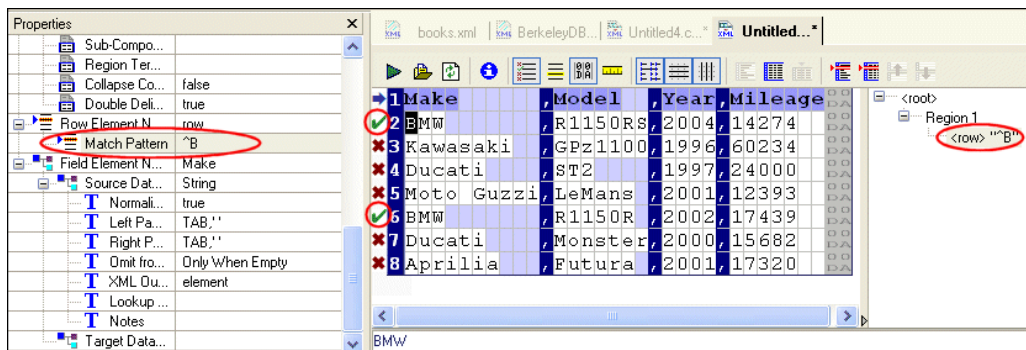 Properties
Sub-Compo...
Region Ter...
Collapse Co... false
Double Deli... true
Row Element N... row
Match Pattern ^B
Field Element N... Make
Source Dat... String
Normali... true
Left Pa... TAB,' '
Right P... TAB,' '
Omit fro... Only When Empty
XML Ou... element
Lookup ...
Notes
Target Data...
books.xml BerkeleyDB... Untitled4.c...* Untitled...*
1 Make ,Model ,Year,Mileage
2 BMW ,R1150RS,2004,14274
3 Kawasaki ,GPz1100,1996,60234
4 Ducati ,ST2 ,1997,24000
5 Moto Guzzi,LeMans ,2001,12393
6 BMW ,R1150R ,2002,17439
7 Ducati ,Monster,2000,15682
8 Aprilia ,Futura ,2001,17320
BMW
<root>
Region 1
<row> "^B"